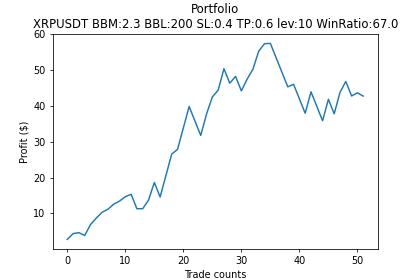 Portfolio
XRPUSDT BBM:2.3 BBL:200 SL:0.4 TP:0.6 lev:10 WinRatio:67.0
60
50
40
30
20
10
Profit ($)
0 10 20 30 40 50
Trade counts